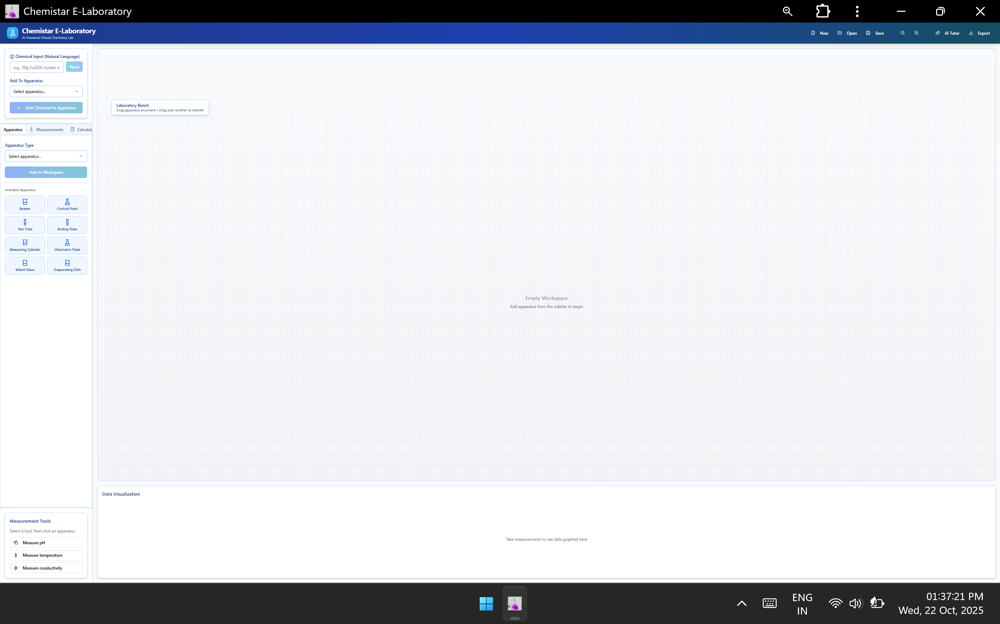 Chemistar E-Laboratory
Chemistar E-Laboratory
AI-Powered Virtual Chemistry Lab
New
Open
Save
AI Tutor
Export
Chemical Input (Natural Language)
e.g., 20g CuSO4 crystals ir
Parse
Add To Apparatus
Select apparatus...
+ Add Chemical to Apparatus
Apparatus
Measurements
Calculat
Apparatus Type
Select apparatus...
Add to Workspace
Available Apparatus:
Beaker
Conical Flask
Test Tube
Boiling Tube
Measuring Cylinder
Volumetric Flask
Watch Glass
Evaporating Dish
Measurement Tools
Select a tool, then click an apparatus.
Measure pH
Measure temperature
Measure conductivity
Laboratory Bench
Drag apparatus anywhere • Drag over another to transfer
Empty Workspace
Add apparatus from the sidebar to begin
Data Visualization
Take measurements to see data graphed here
ENG
IN
01:37:21 PM
Wed, 22 Oct, 2025